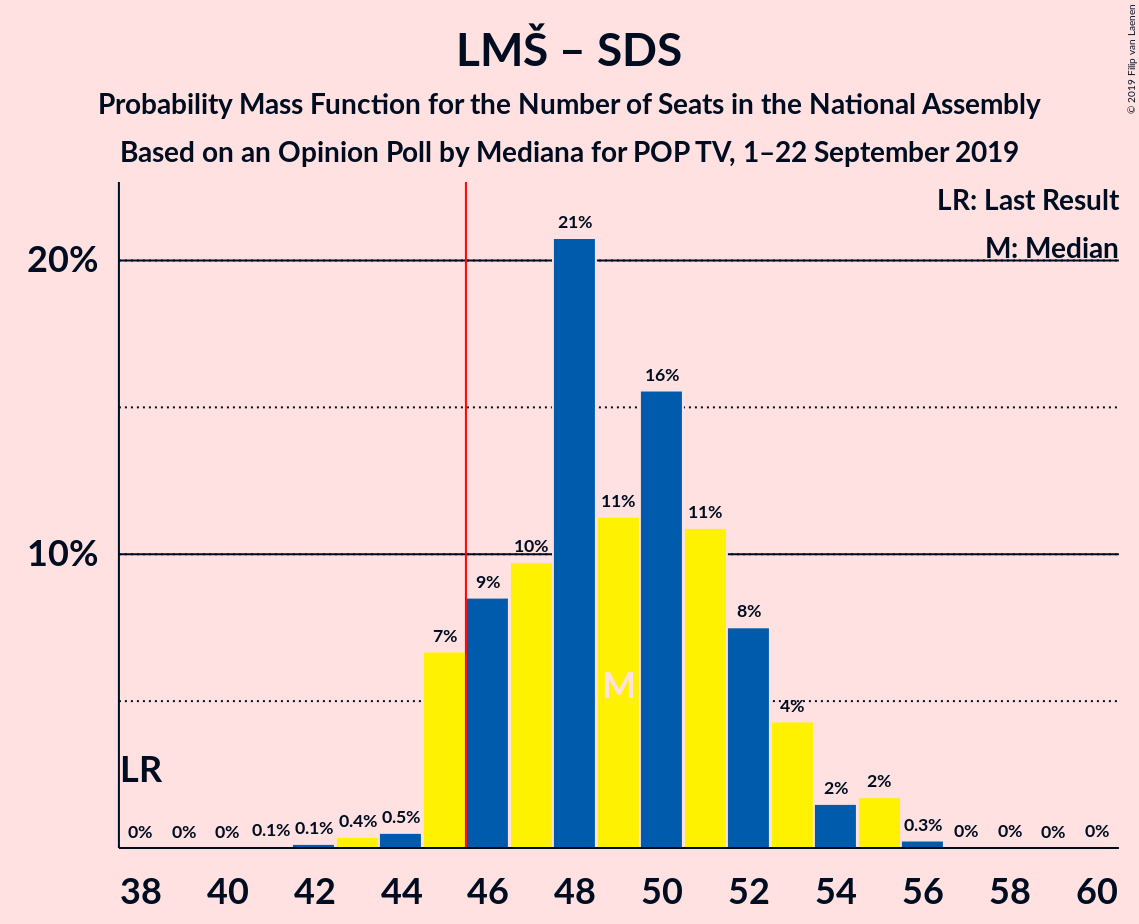 LMŠ – SDS
Probability Mass Function for the Number of Seats in the National Assembly
Based on an Opinion Poll by Mediana for POP TV, 1–22 September 2019
© 2019 Filip van Laenen
LR: Last Result
M: Median
20%
10%
21%
16%
11%
11%
10%
9%
8%
7%
M
4%
LR
2%
2%
0%
0%
0%
0.1%
0.1%
0.4%
0.5%
0.3%
0%
0%
0%
0%
38 40 42 44 46 48 50 52 54 56 58 60